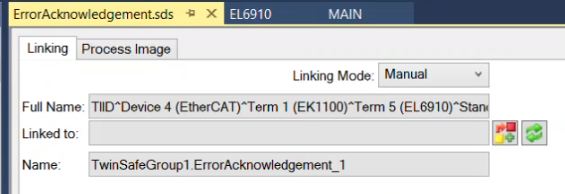 ErrorAcknowledgement.sds EL6910 MAIN
Linking Process Image
Linking Mode: Manual
Full Name: TIID^Device 4 (EtherCAT)^Term 1 (EK1100)^Term 5 (EL6910)^Stan
Linked to:
Name: TwinSafeGroup1.ErrorAcknowledgement_1